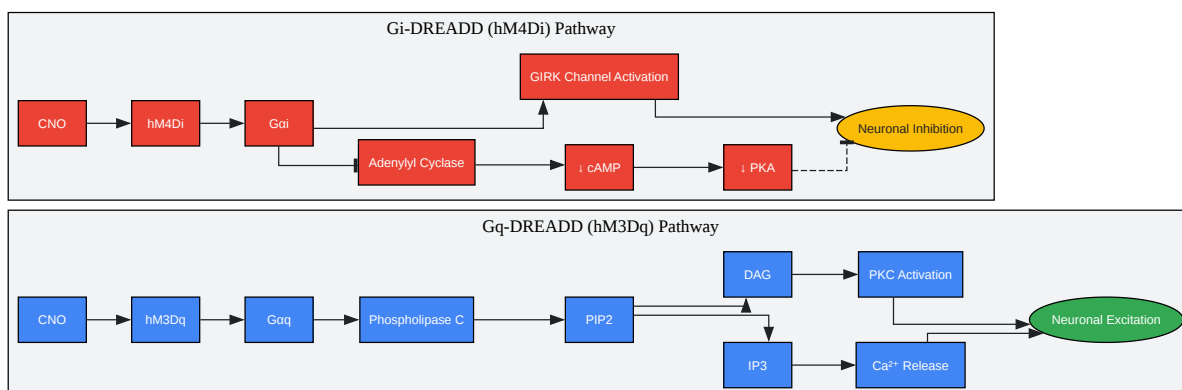 Gi-DREADD (hM4Di) Pathway
GIRK Channel Activation
CNO
hM4Di
Gαi
Neuronal Inhibition
Adenylyl Cyclase
↓ cAMP
↓ PKA
Gq-DREADD (hM3Dq) Pathway
DAG
PKC Activation
CNO
hM3Dq
Gαq
Phospholipase C
PIP2
Neuronal Excitation
IP3
Ca²⁺ Release